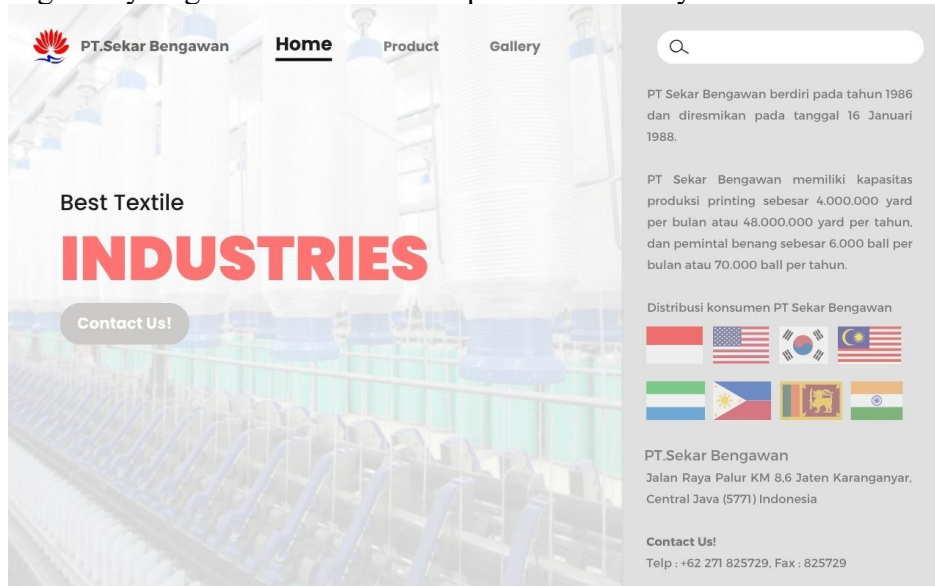 PT.Sekar Bengawan
Home
Product
Gallery
Best Textile
INDUSTRIES
Contact Us!
PT Sekar Bengawan berdiri pada tahun 1986
dan diresmikan pada tanggal 16 Januari
1988.
PT Sekar Bengawan memiliki kapasitas
produksi printing sebesar 4.000.000 yard
per bulan atau 48.000.000 yard per tahun,
dan pemintal benang sebesar 6.000 ball per
bulan atau 70.000 ball per tahun.
Distribusi konsumen PT Sekar Bengawan
PT.Sekar Bengawan
Jalan Raya Palur KM 8,6 Jaten Karanganyar,
Central Java (5771) Indonesia
Contact Us!
Telp : +62 271 825729, Fax : 825729